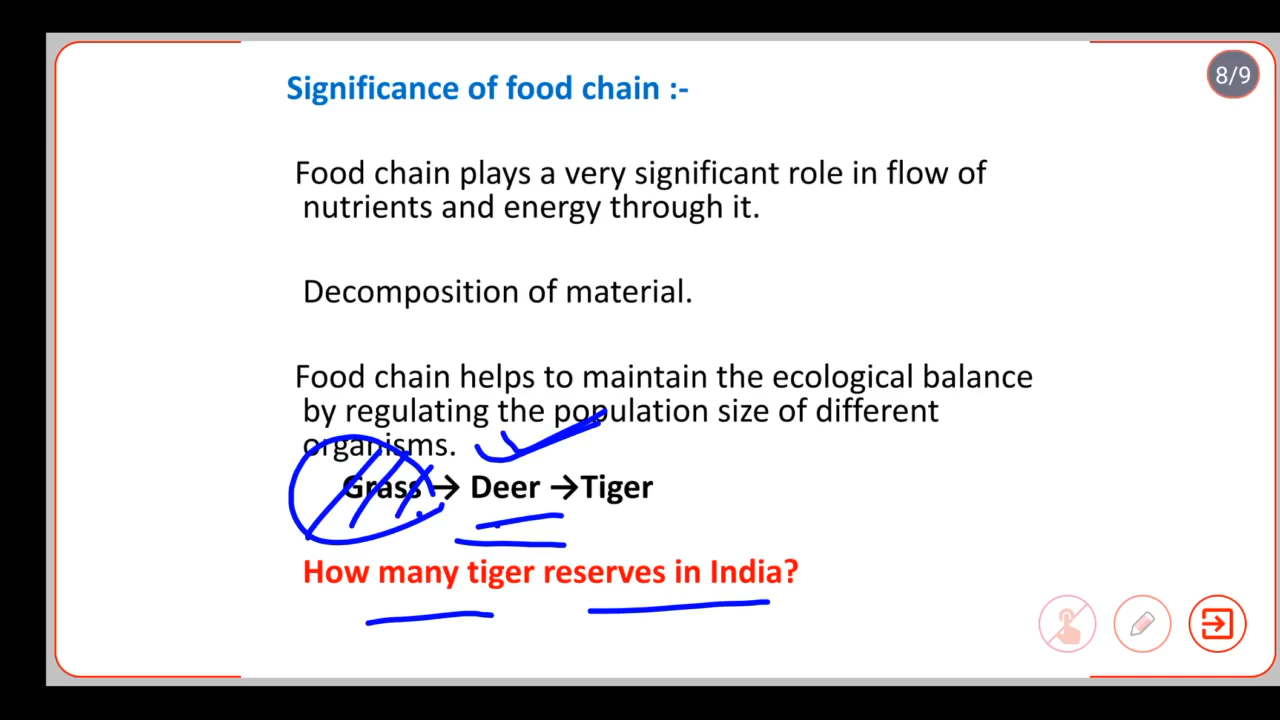 Significance of food chain :-
8/9
Food chain plays a very significant role in flow of
nutrients and energy through it.
Decomposition of material.
Food chain helps to maintain the ecological balance
by regulating the population size of different
organisms.
Grass → Deer →Tiger
How many tiger reserves in India?